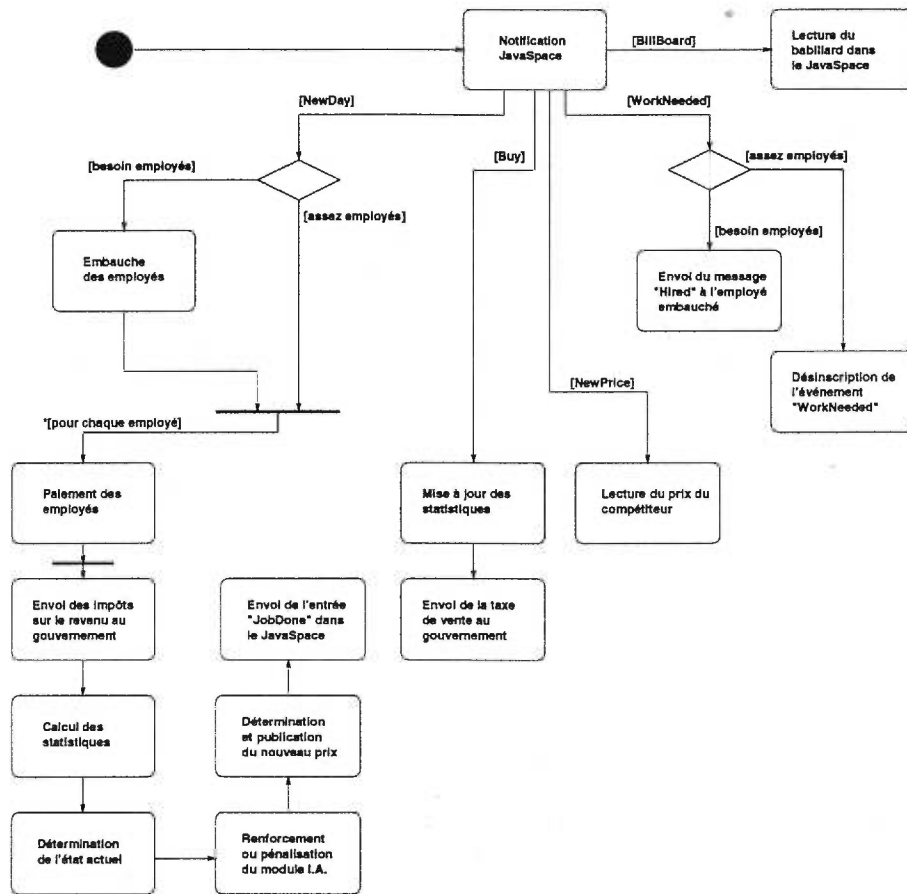 Notification
JavaSpace
[BillBoard]
Lecture du
babillard dans
le JavaSpace
[NewDay]
[WorkNeeded]
[Buy]
[besoin employés]
[assez employés]
[assez employés]
[besoin employés]
Embauche
des employés
Envoi du message
"Hired" à l'employé
embauché
[NewPrice]
Désinscription de
l'événement
"WorkNeeded"
*[pour chaque employé]
Paiement des
employés
Mise à jour des
statistiques
Lecture du prix du
compétiteur
Envoi des impôts
sur le revenu au
gouvernement
Envoi de l'entrée
"JobDone" dans
le JavaSpace
Envoi de la taxe
de vente au
gouvernement
Calcul des
statistiques
Détermination
et publication
du nouveau prix
Détermination
de l'état actuel
Renforcement
ou pénalisation
du module I.A.